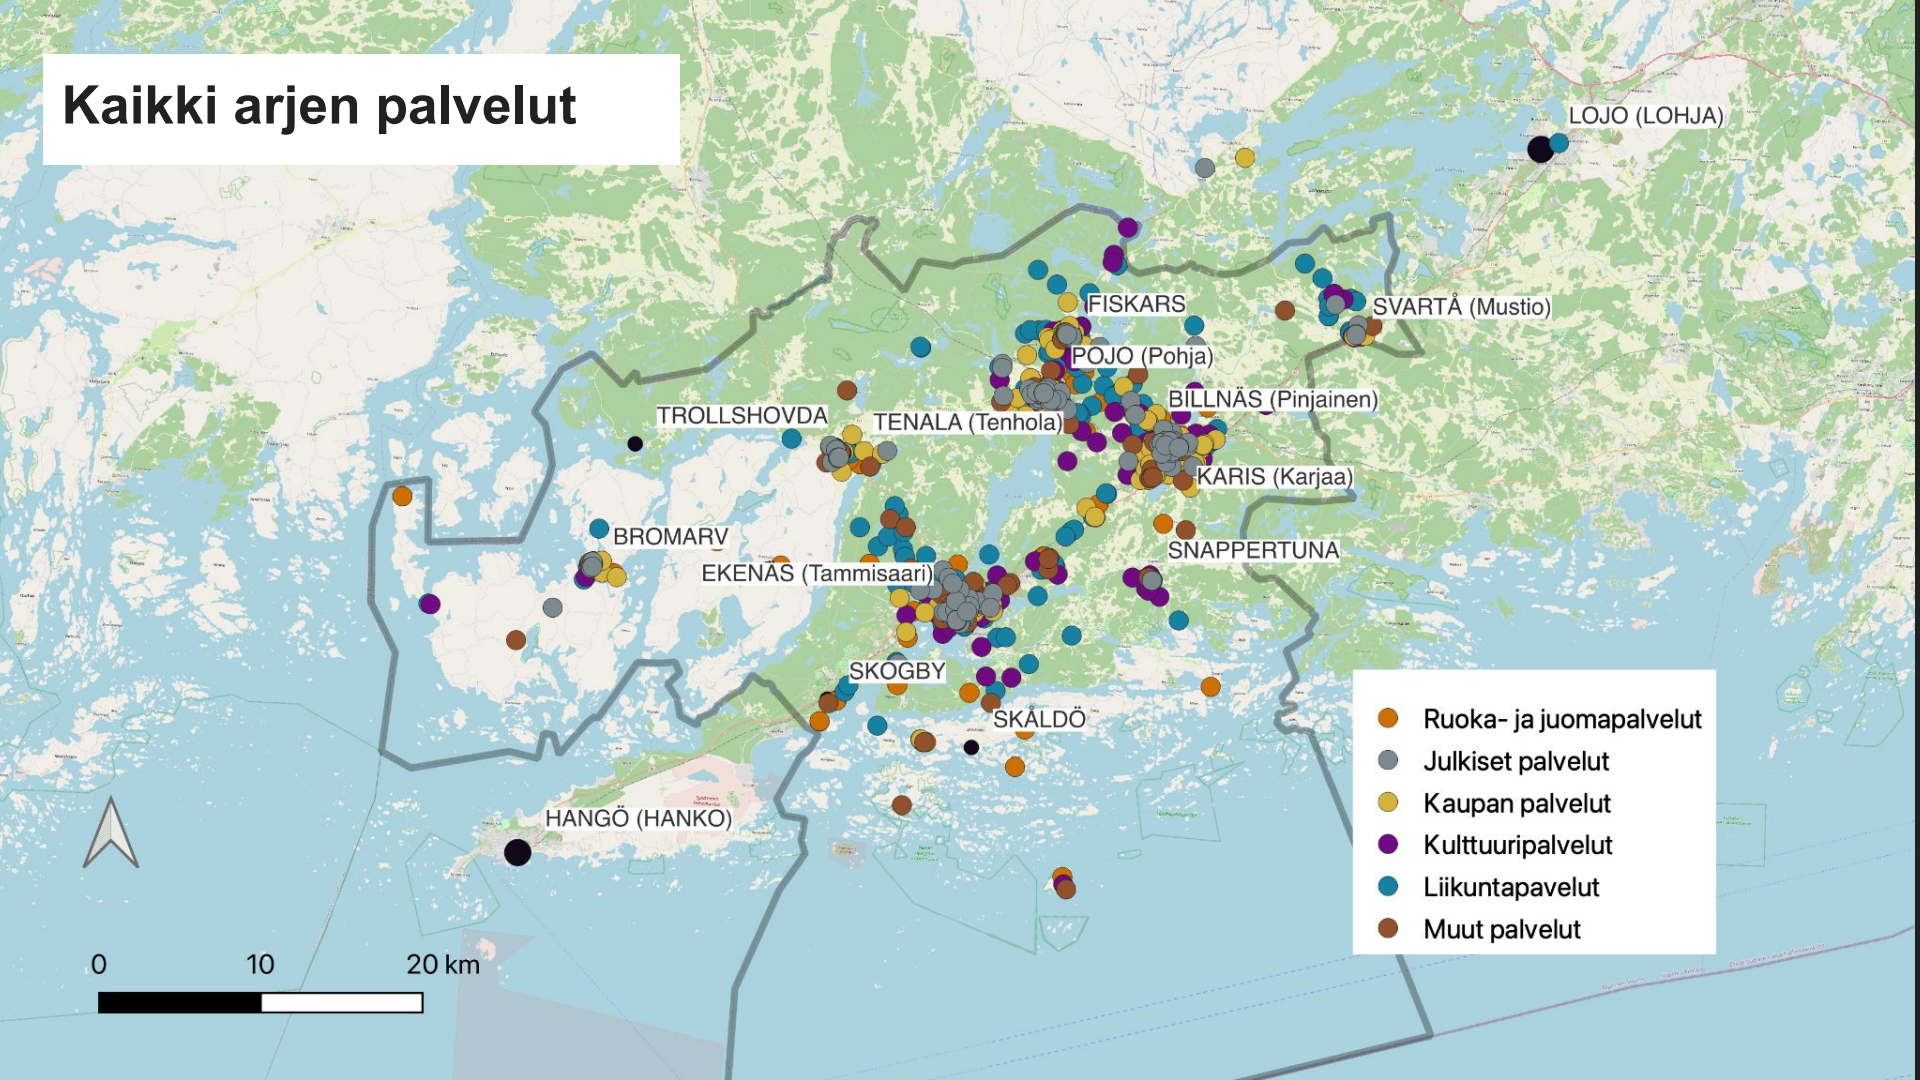 Kaikki arjen palvelut
LOJO (LOHJA)
FISKARS
SVARTÅ (Mustio)
POJO (Pohja)
BILLNÄS (Pinjainen)
TROLLSHOVDA
TENALA (Tenhola)
KARIS (Karjaa)
BROMARV
SNAPPERTUNA
EKENÄS (Tammisaari)
SKOGBY
SKÅLDÖ
HANGÖ (HANKO)
Ruoka- ja juomapalvelut
Julkiset palvelut
Kaupan palvelut
Kulttuuripalvelut
Liikuntapavelut
Muut palvelut
0 10 20 km